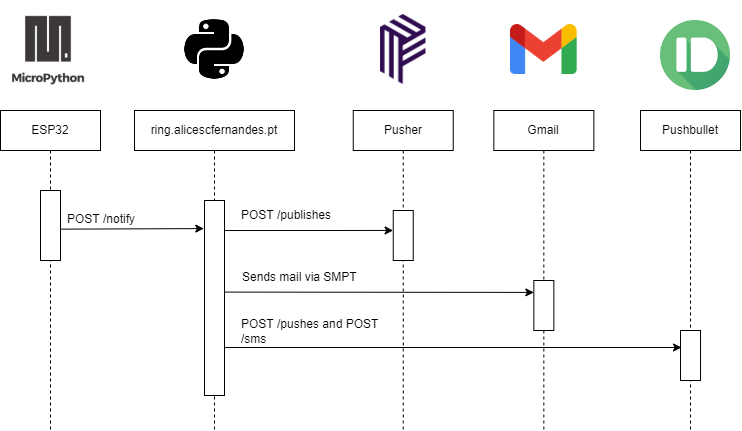 MicroPython
ESP32
ring.alicescfernandes.pt
Pusher
Gmail
Pushbullet
POST /notify
POST /publishes
Sends mail via SMPT
POST /pushes and POST
/sms